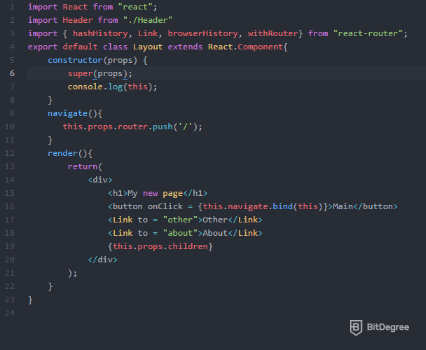 1 import React from "react";
2 import Header from "./Header"
3 import { hashHistory, Link, browserHistory, withRouter} from "react-router";
4 export default class Layout extends React.Component{
5 constructor(props) {
6 super(props);
7 console.log(this);
8 }
9 navigate(){
10 this.props.router.push('/');
11 }
12 render(){
13 return(
14 <div>
15 <h1>My new page</h1>
16 <button onClick = {this.navigate.bind(this)}>Main</button>
17 <Link to = "other">Other</Link>
18 <Link to = "about">About</Link>
19 {this.props.children}
20 </div>
21 );
22 }
23 }
24
BitDegree